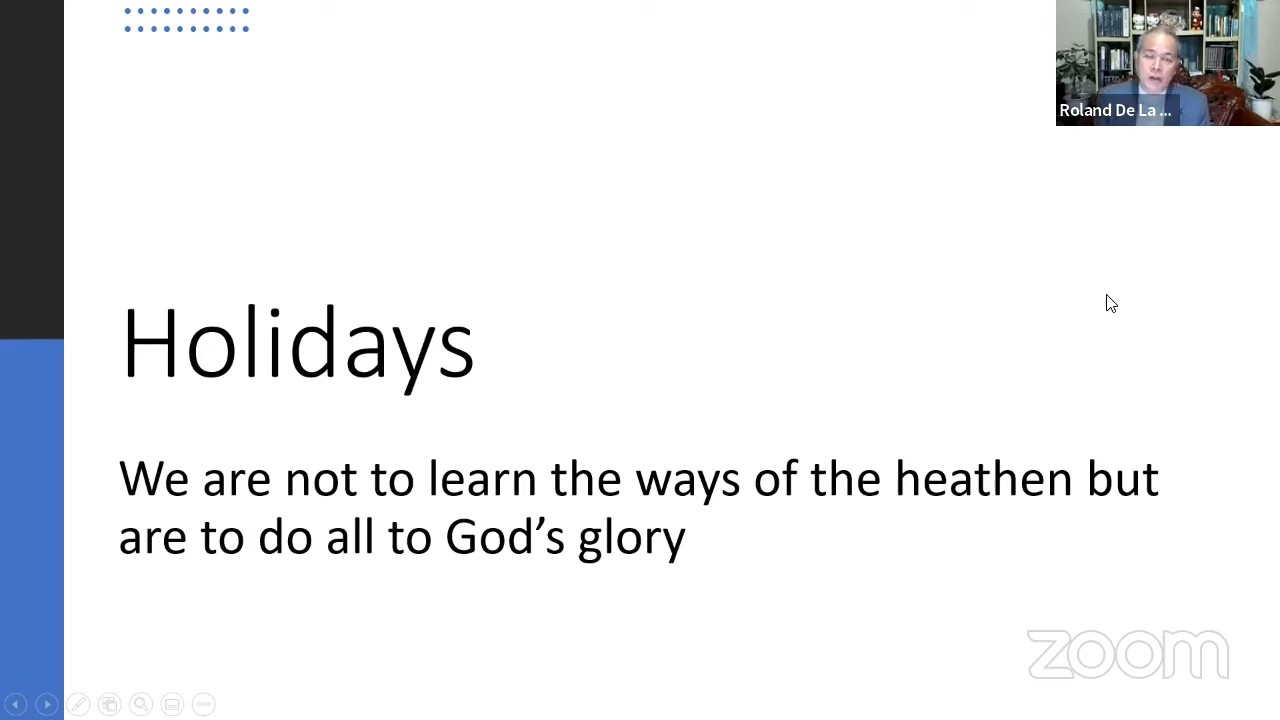 Roland De La ...
Holidays
We are not to learn the ways of the heathen but
are to do all to God’s glory
zoom